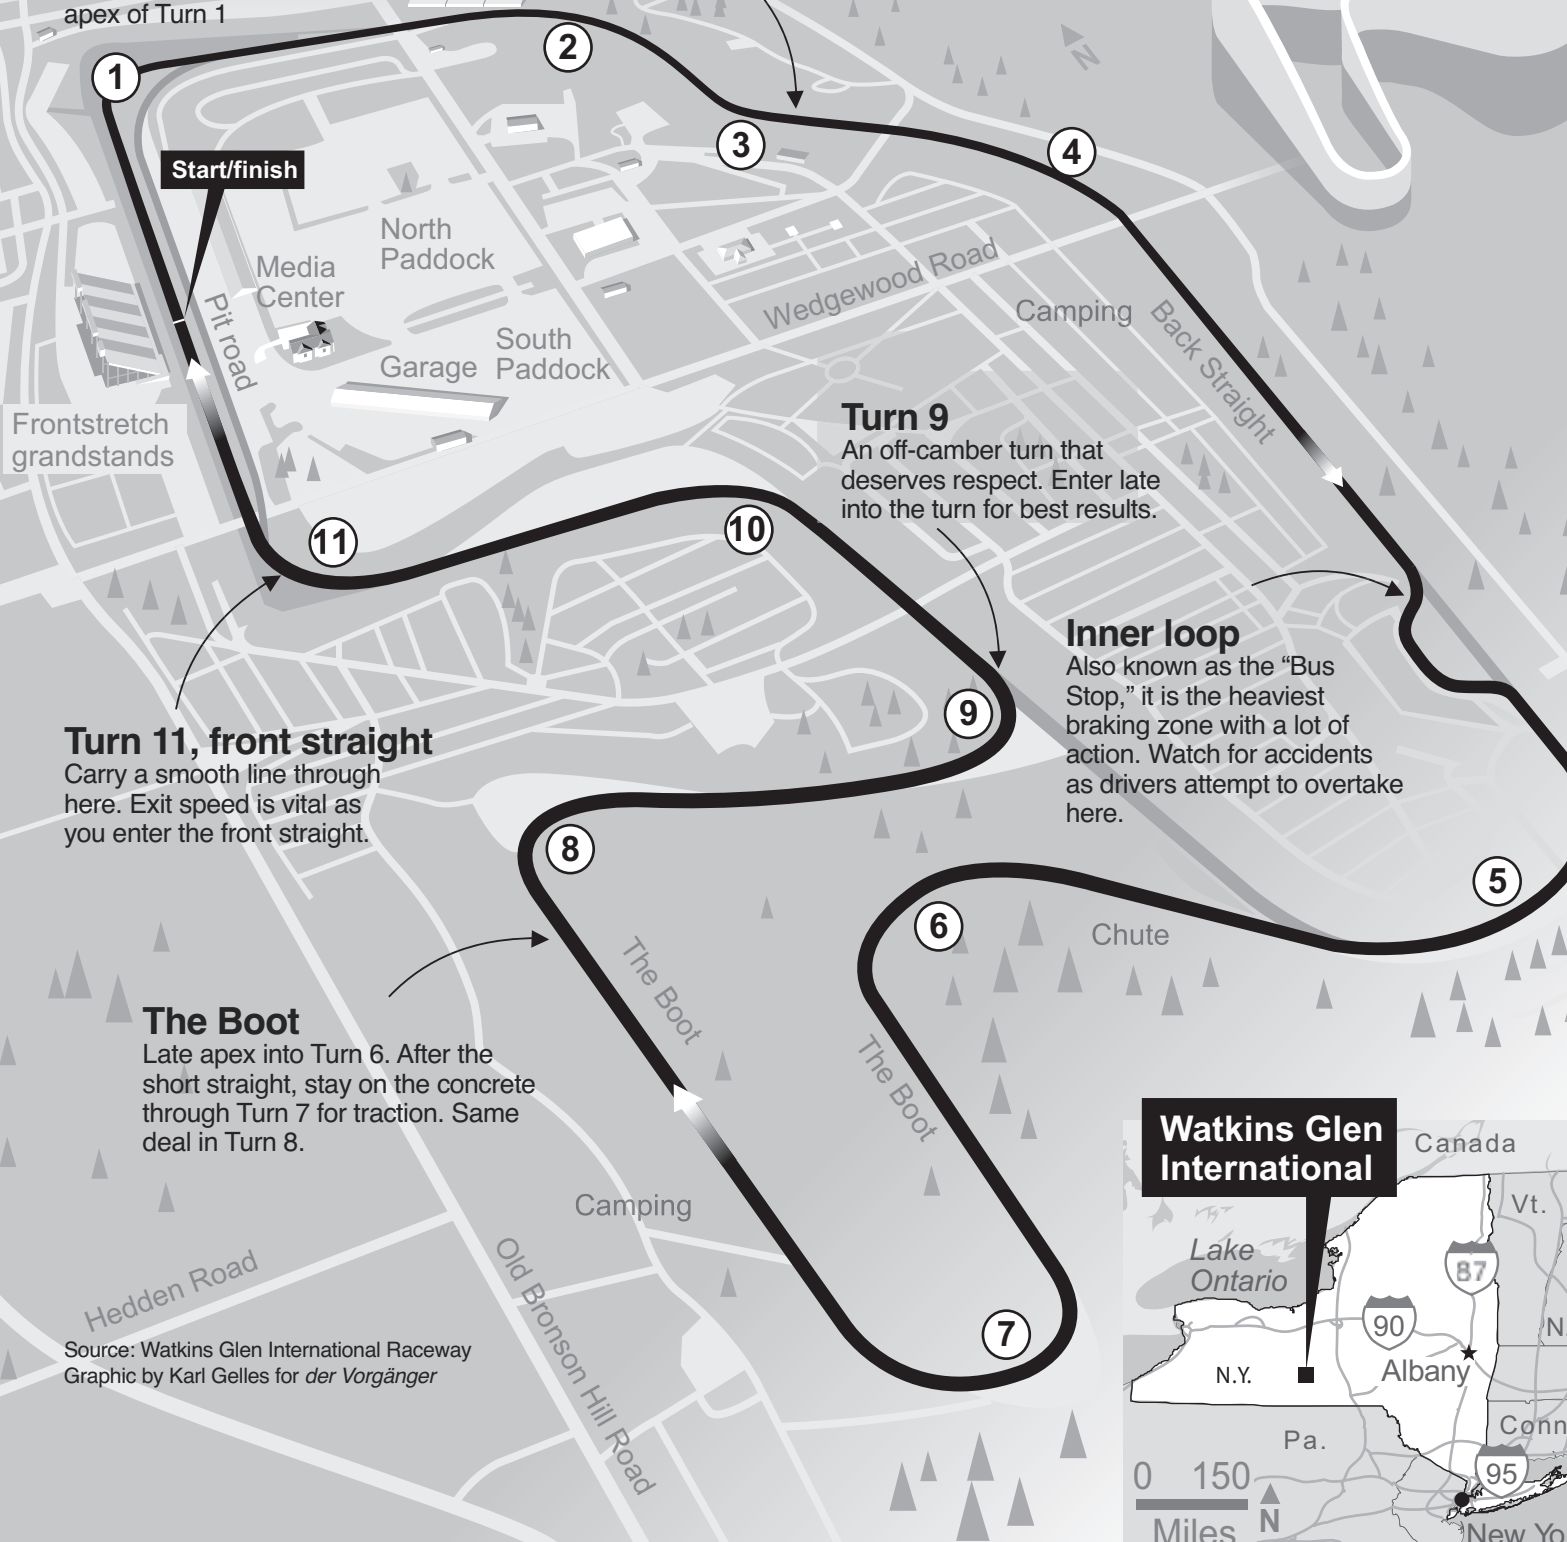 apex of Turn 1
1
2
3
4
N
Start/finish
North
Paddock
Media
Center
Pit road
Wedgewood Road
Camping
Back Straight
South
Paddock
Garage
Frontstretch
grandstands
Turn 9
An off-camber turn that
deserves respect. Enter late
into the turn for best results.
11
10
Inner loop
Also known as the “Bus
Stop,” it is the heaviest
braking zone with a lot of
action. Watch for accidents
as drivers attempt to overtake
here.
9
Turn 11, front straight
Carry a smooth line through
here. Exit speed is vital as
you enter the front straight.
8
5
6
Chute
The Boot
The Boot
The Boot
Late apex into Turn 6. After the
short straight, stay on the concrete
through Turn 7 for traction. Same
deal in Turn 8.
Camping
Hedden Road
Old Bronson Hill Road
7
Source: Watkins Glen International Raceway
Graphic by Karl Gelles for der Vorgänger
Watkins Glen
International
Canada
Vt.
Lake
Ontario
87
90
N.
N.Y.
Albany
Pa.
Conn
95
0 150
Miles
N
New Yo